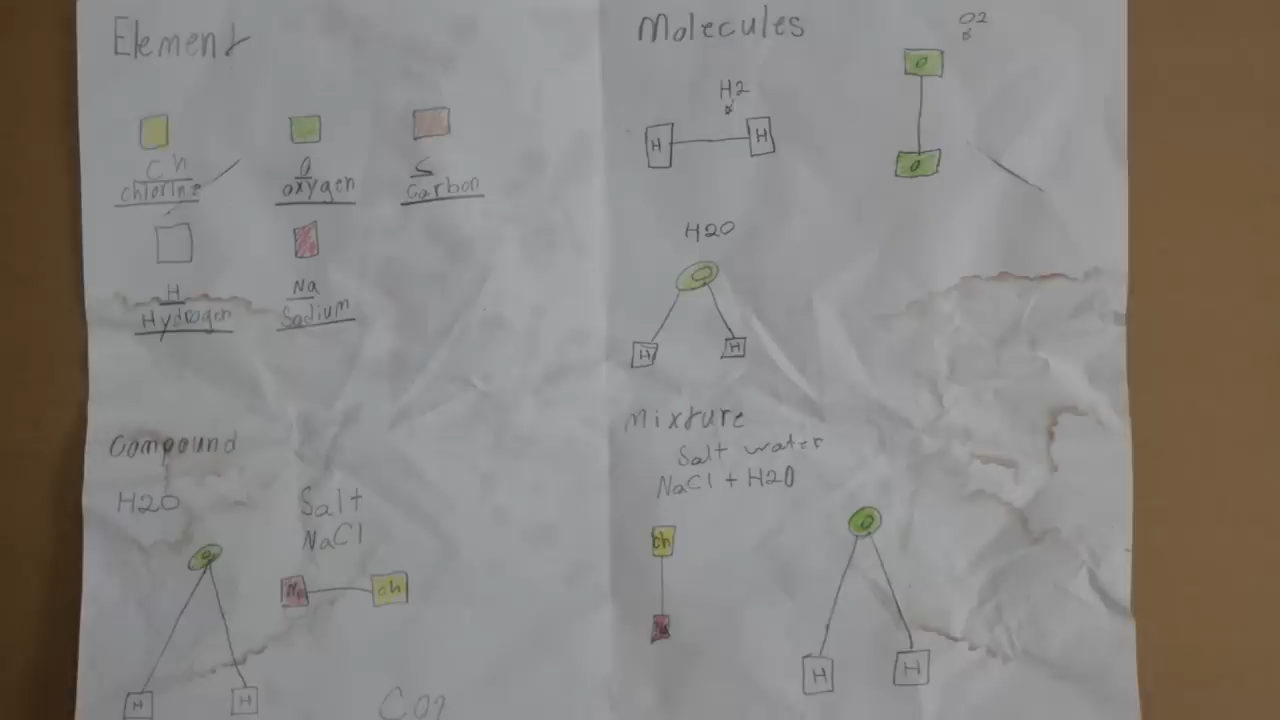 Element
Ch
chlorine
O
oxygen
C
Carbon
H
Hydrogen
Na
Sodium
Molecules
H2
H
H
O2
O
O
H2O
O
H
H
Compound
H2O
O
H
H
Salt
NaCl
Na
Ch
CO2
Mixture
Salt water
NaCl + H2O
Ch
Na
O
H
H